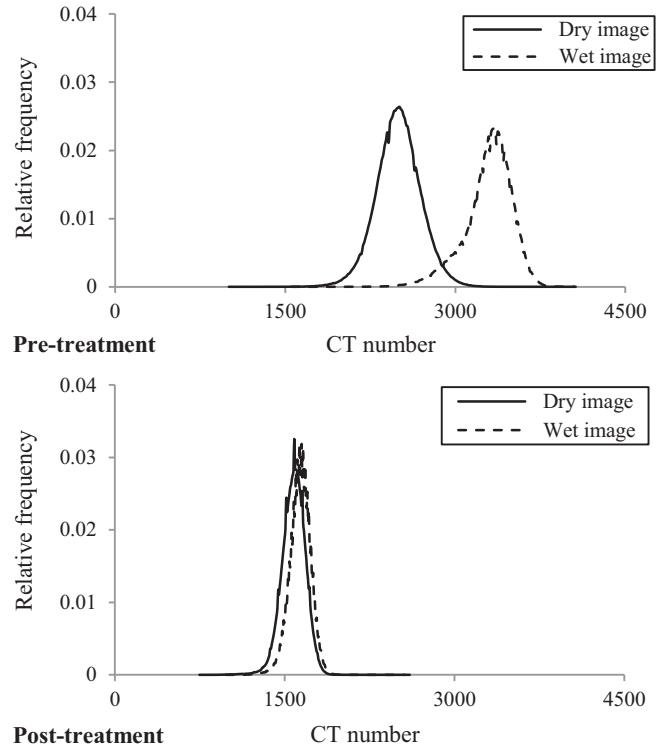 0.04
Dry image
Wet image
0.03
0.02
0.01
0
0 1500 3000 4500
Relative frequency
Pre-treatment CT number
0.04
Dry image
Wet image
0.03
0.02
0.01
0
0 1500 3000 4500
Relative frequency
Post-treatment CT number